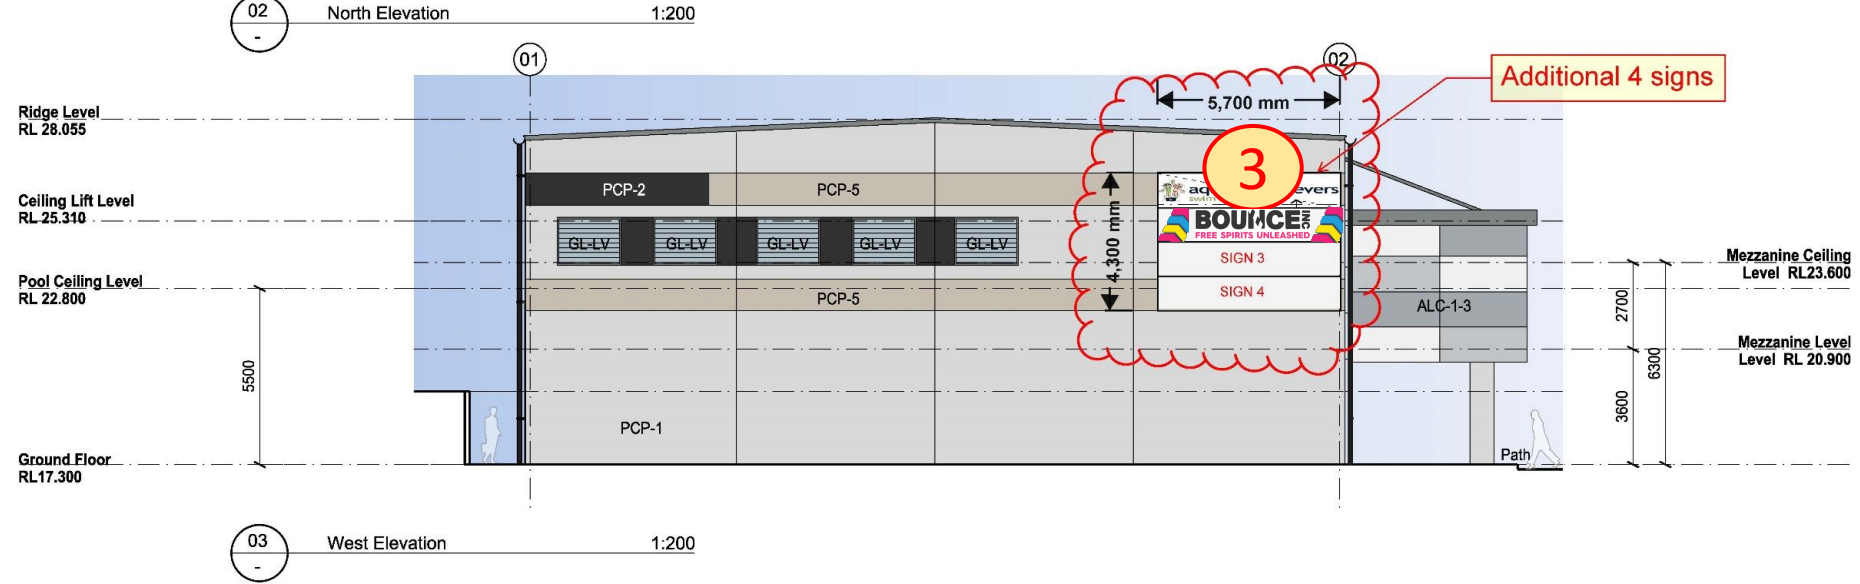 02
-
North Elevation 1:200
01
02
Additional 4 signs
5,700 mm
Ridge Level
RL 28.055
3
PCP-2
PCP-5
aq evers
swim
Ceiling Lift Level
RL 25.310
BOUNCE INC
FREE SPIRITS UNLEASHED
GL-LV GL-LV GL-LV GL-LV GL-LV
4,300 mm
SIGN 3
SIGN 4
Mezzanine Ceiling
Level RL23.600
Pool Ceiling Level
RL 22.800
PCP-5
ALC-1-3
2700
Mezzanine Level
Level RL 20.900
5500
6300
3600
PCP-1
Ground Floor
RL17.300
Path
03
-
West Elevation 1:200